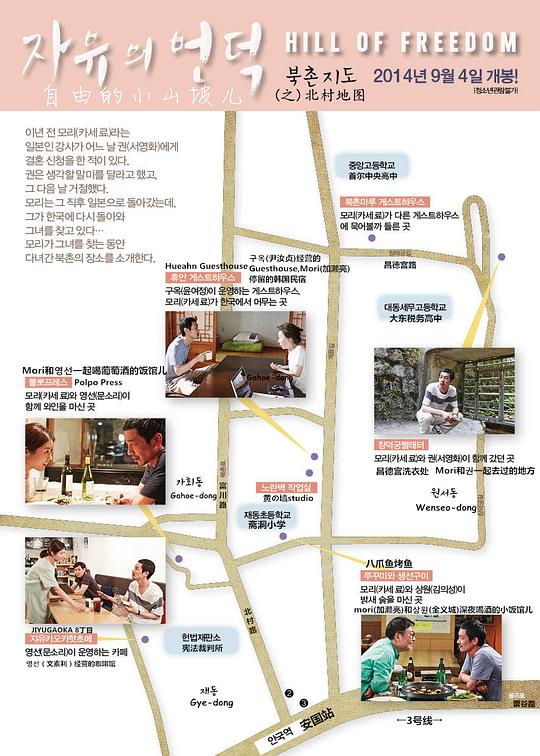 자유의 언덕
HILL OF FREEDOM
自由的小山坡儿
북촌지도
(之)北村地图
2014년 9월 4일 개봉!
|청소년관람불가|
이년 전 모리(카세 료)라는
일본인 강사가 어느 날 권(서영화)에게
결혼 신청을 한 적이 있다.
권은 생각할 말미를 달라고 했고,
그 다음 날 거절했다.
모리는 그 직후 일본으로 돌아갔는데,
그가 한국에 다시 돌아와
그녀를 찾고 있다…
모리가 그녀를 찾는 동안
다녀간 북촌의 장소를 소개한다.
중앙고등학교
首尔中央高中
북촌마루 게스트하우스
모리(카세 료)가 다른 게스트하우스
에 묵어볼까 들른 곳
창덕궁길
昌德宫路
Hueahn Guesthouse
구옥(尹汝贞)经营的
Guesthouse,Mori(加濑亮)
停留的韩国民宿
휴안 게스트하우스
구옥(윤여정)이 운영하는 게스트하우스,
모리(카세 료)가 한국에서 머무는 곳
대동세무고등학교
大东税务高中
Gahoe-dong
Mori和영선一起喝葡萄酒的饭馆儿
뽈뽀프레스 Polpo Press
모리(카세 료)와 영선(문소리)이
함께 와인을 마신 곳
창덕궁빨래터
모리(카세 료)와 권(서영화)이 함께 갔던 곳
昌德宫洗衣处 Mori和권一起去过的地方
가회동
Gahoe-dong
노란벽 작업실
黄の墙studio
원서동
Wenseo-dong
재동초등학교
斋洞小学
八爪鱼烤鱼
쭈꾸미와 생선구이
모리(카세 료)와 상원(김의성)이
밤새 술을 마신 곳
mori(加濑亮)和상원(金义城)深夜喝酒的小饭馆儿
JIYUGAOKA 8丁目
지유가오카핫초메
영선(문소리)이 운영하는 카페
영선 ( 文素利 ) 经营的咖啡馆
헌법재판소
宪法裁判所
北村路
재동
Gye-dong
2
3
안국역 安国站
←3号线→
율곡로
栗谷路